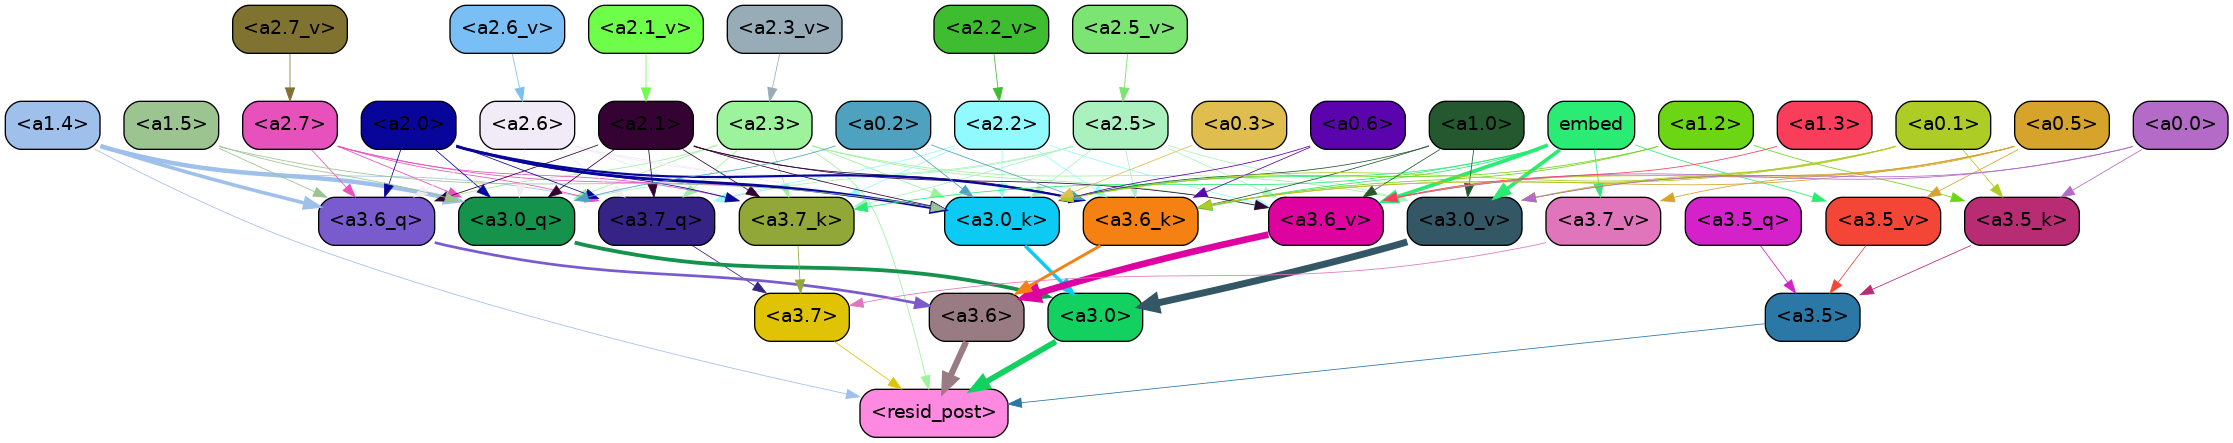 <a2.7_v> <a2.6_v> <a2.1_v> <a2.3_v> <a2.2_v> <a2.5_v>
<a1.4> <a1.5> <a2.7> <a2.0> <a2.6> <a2.1> <a2.3> <a0.2> <a2.2> <a2.5> <a0.3> <a0.6> <a1.0> embed <a1.2> <a1.3> <a0.1> <a0.5> <a0.0>
<a3.6_q> <a3.0_q> <a3.7_q> <a3.7_k> <a3.0_k> <a3.6_k> <a3.6_v> <a3.0_v> <a3.7_v> <a3.5_q> <a3.5_v> <a3.5_k>
<a3.7> <a3.6> <a3.0> <a3.5>
<resid_post>